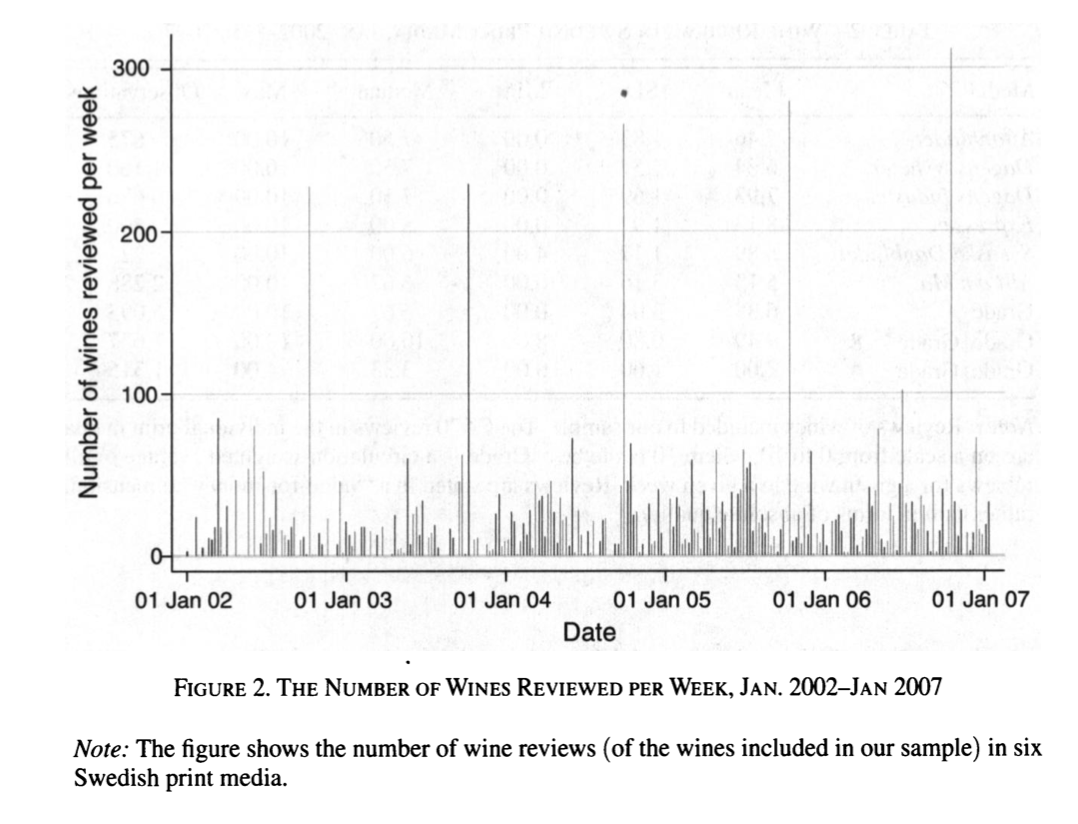 300
200
100
0
Number of wines reviewed per week
01 Jan 02 01 Jan 03 01 Jan 04 01 Jan 05 01 Jan 06 01 Jan 07
Date
FIGURE 2. THE NUMBER OF WINES REVIEWED PER WEEK, JAN. 2002–JAN 2007
Note: The figure shows the number of wine reviews (of the wines included in our sample) in six
Swedish print media.